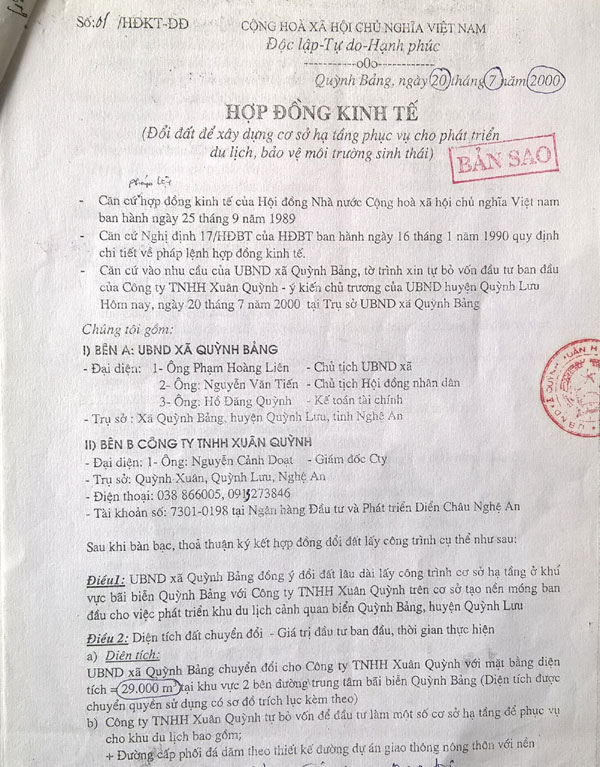 Số: 01 /HĐKT-ĐĐ
CỘNG HOÀ XÃ HỘI CHỦ NGHĨA VIỆT NAM
Độc lập-Tự do-Hạnh phúc
------------o0o------------
Quỳnh Bảng, ngày 20 tháng 7 năm 2000
HỢP ĐỒNG KINH TẾ
(Đổi đất để xây dựng cơ sở hạ tầng phục vụ cho phát triển
du lịch, bảo vệ môi trường sinh thái)
BẢN SAO
pháp lệnh
- Căn cứ hợp đồng kinh tế của Hội đồng Nhà nước Cộng hoà xã hội chủ nghĩa Việt nam
ban hành ngày 25 tháng 9 năm 1989
- Căn cứ Nghị định 17/HĐBT của HĐBT ban hành ngày 16 tháng 1 năm 1990 quy định
chi tiết về pháp lệnh hợp đồng kinh tế.
- Căn cứ vào nhu cầu của UBND xã Quỳnh Bảng, tờ trình xin tự bỏ vốn đầu tư ban đầu
của Công ty TNHH Xuân Quỳnh - ý kiến chủ trương của UBND huyện Quỳnh Lưu
Hôm nay, ngày 20 tháng 7 năm 2000 tại Trụ sở UBND xã Quỳnh Bảng
Chúng tôi gồm:
I) BÊN A: UBND XÃ QUỲNH BẢNG
- Đại diện: 1- Ông Phạm Hoàng Liên - Chủ tịch UBND xã
2- Ông: Nguyễn Văn Tiến - Chủ tịch Hội đồng nhân dân
3- Ông: Hồ Đăng Quỳnh - Kế toán tài chính
- Trụ sở : Xã Quỳnh Bảng, huyện Quỳnh Lưu, tỉnh Nghệ An
II) BÊN B CÔNG TY TNHH XUÂN QUỲNH
- Đại diện: 1- Ông: Nguyễn Cảnh Doạt - Giám đốc Cty
- Trụ sở: Quỳnh Xuân, Quỳnh Lưu, Nghệ An
- Điện thoại: 038 866005, 0913273846
- Tài khoản số: 7301-0198 tại Ngân hàng Đầu tư và Phát triển Diễn Châu Nghệ An
Sau khi bàn bạc, thoả thuận ký kết hợp đồng đổi đất lấy công trình cụ thể như sau:
Điều1: UBND xã Quỳnh Bảng đồng ý đổi đất lâu dài lấy công trình cơ sở hạ tầng ở khú
vực bãi biển Quỳnh Bảng với Công ty TNHH Xuân Quỳnh trên cơ sở tạo nền móng ban
đầu cho việc phát triển khu du lịch cảnh quan biển Quỳnh Bảng, huyện Quỳnh Lưu
Điều 2: Diện tích đất chuyển đổi - Giá trị đầu tư ban đầu, thời gian thực hiện
a) Diện tích:
UBND xã Quỳnh Bảng chuyển đổi cho Công ty TNHH Xuân Quỳnh với mặt bằng diện
tích = 29.000 m² tại khu vực 2 bên đường trung tâm bãi biển Quỳnh Bảng (Diện tích được
chuyển quyền sử dụng có sơ đồ trích lục kèm theo)
b) Công ty TNHH Xuân Quỳnh tự bỏ vốn để đầu tư làm một số cơ sở hạ tầng để phục vụ
cho khu du lịch bao gồm;
+ Đường cấp phối đá dăm theo thiết kế đường dự án giao thông nông thôn với nền